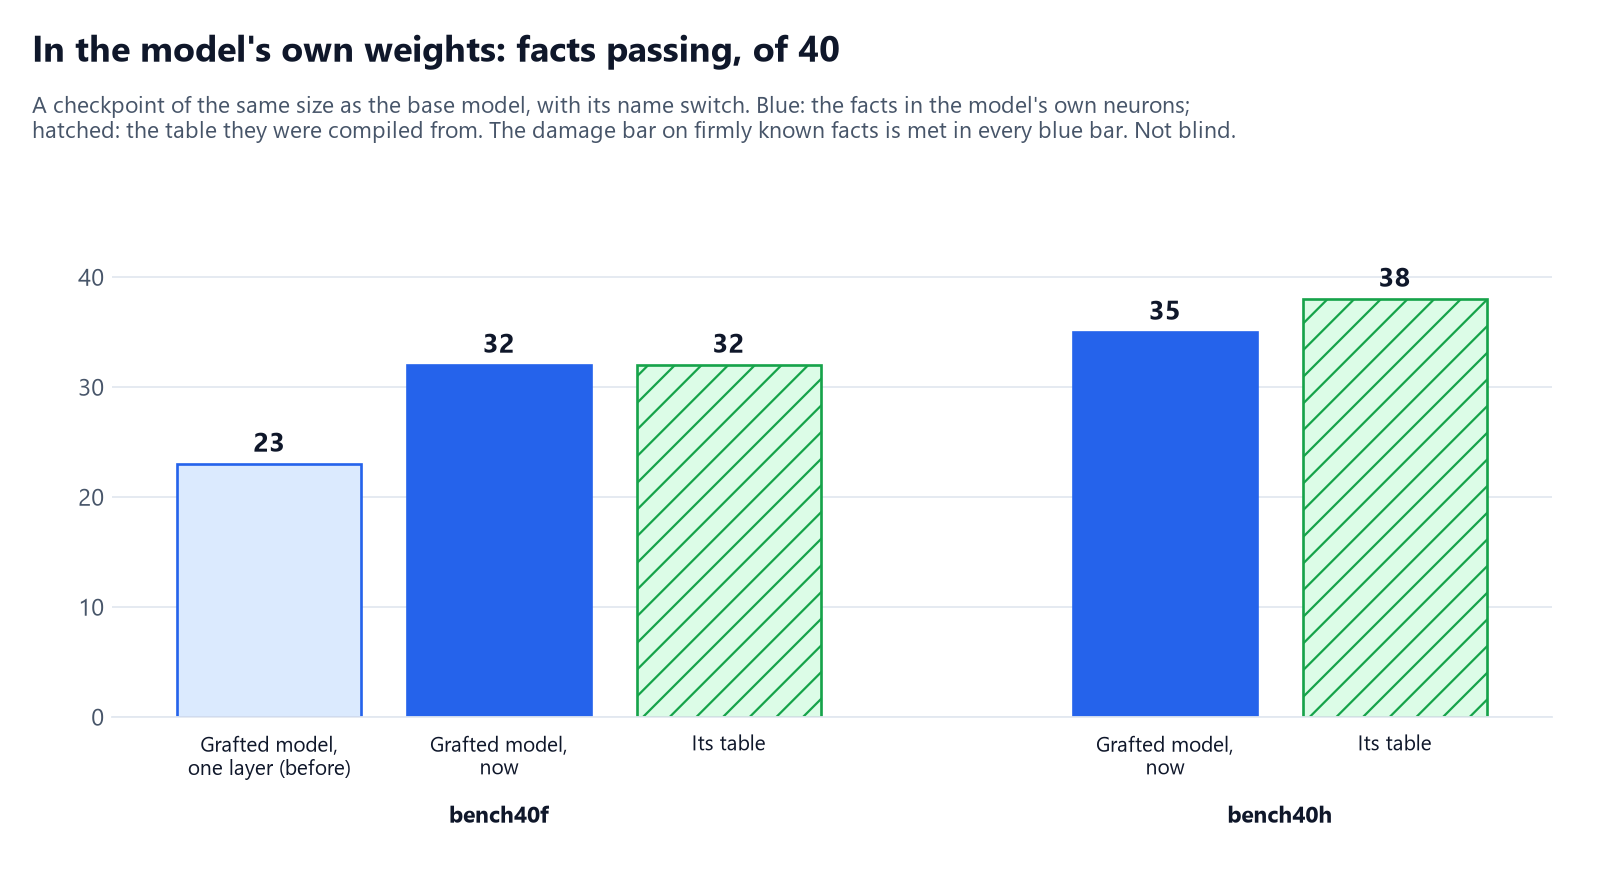 In the model's own weights: facts passing, of 40
A checkpoint of the same size as the base model, with its name switch. Blue: the facts in the model's own neurons;
hatched: the table they were compiled from. The damage bar on firmly known facts is met in every blue bar. Not blind.
40
30
20
10
0
23
32
32
35
38
Grafted model,
one layer (before)
Grafted model,
now
Its table
Grafted model,
now
Its table
bench40f
bench40h